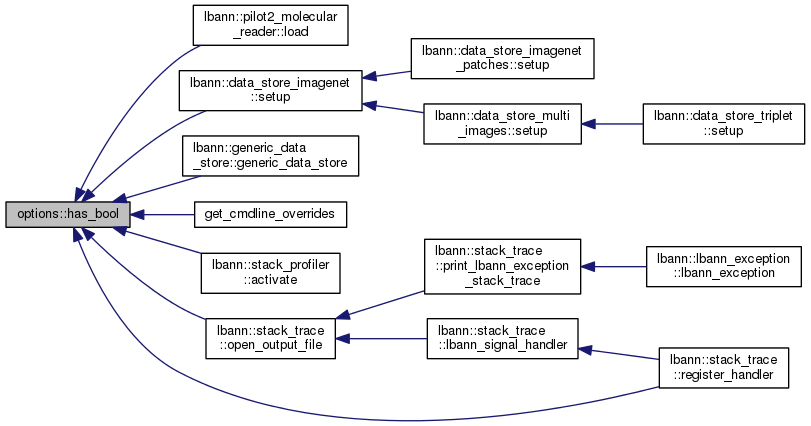 lbann::pilot2_molecular
_reader::load
lbann::data_store_imagenet
_patches::setup
lbann::data_store_imagenet
::setup
lbann::data_store_multi
_images::setup
lbann::data_store_triplet
::setup
lbann::generic_data
_store::generic_data_store
options::has_bool
get_cmdline_overrides
lbann::stack_profiler
::activate
lbann::stack_trace
::print_lbann_exception
_stack_trace
lbann::lbann_exception
::lbann_exception
lbann::stack_trace
::open_output_file
lbann::stack_trace
::lbann_signal_handler
lbann::stack_trace
::register_handler